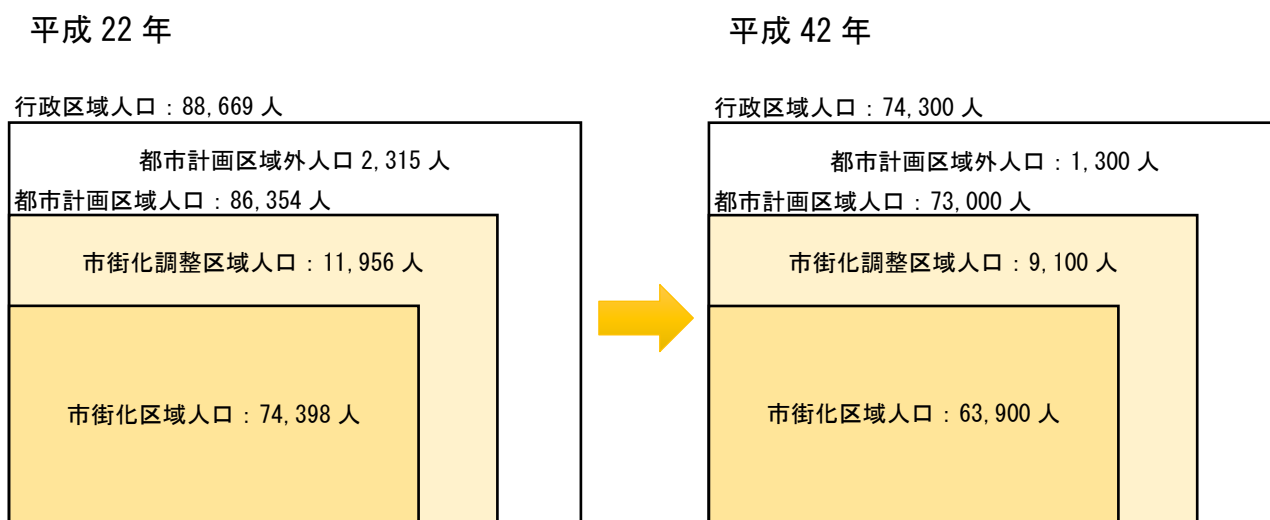 平成 22 年
行政区域人口：88,669 人
都市計画区域外人口 2,315 人
都市計画区域人口：86,354 人
市街化調整区域人口：11,956 人
市街化区域人口：74,398 人
平成 42 年
行政区域人口：74,300 人
都市計画区域外人口：1,300 人
都市計画区域人口：73,000 人
市街化調整区域人口：9,100 人
市街化区域人口：63,900 人